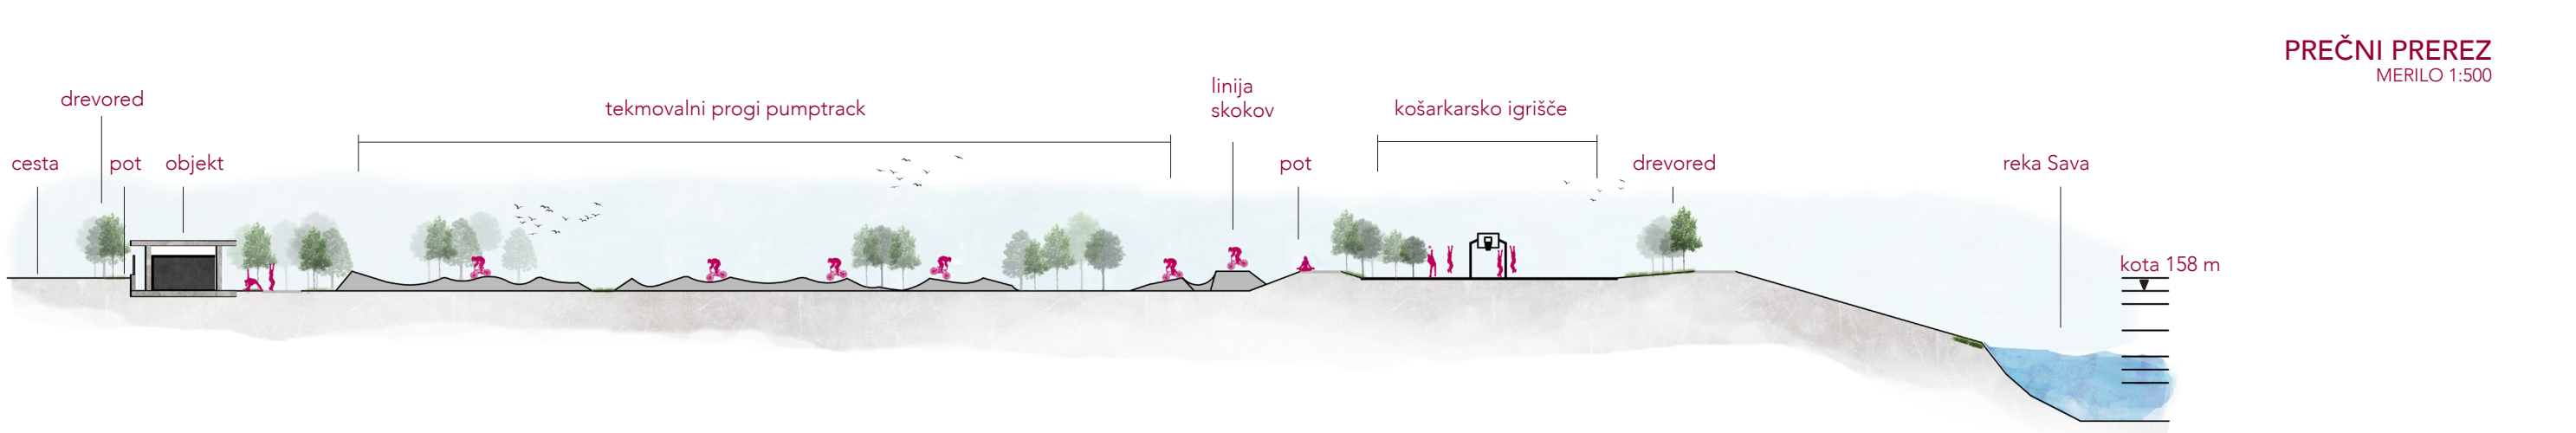 PREČNI PREREZ
MERILO 1:500
drevored
tekmovalni progi pumptrack
linija
skokov
košarkarsko igrišče
cesta
pot
objekt
pot
drevored
reka Sava
kota 158 m